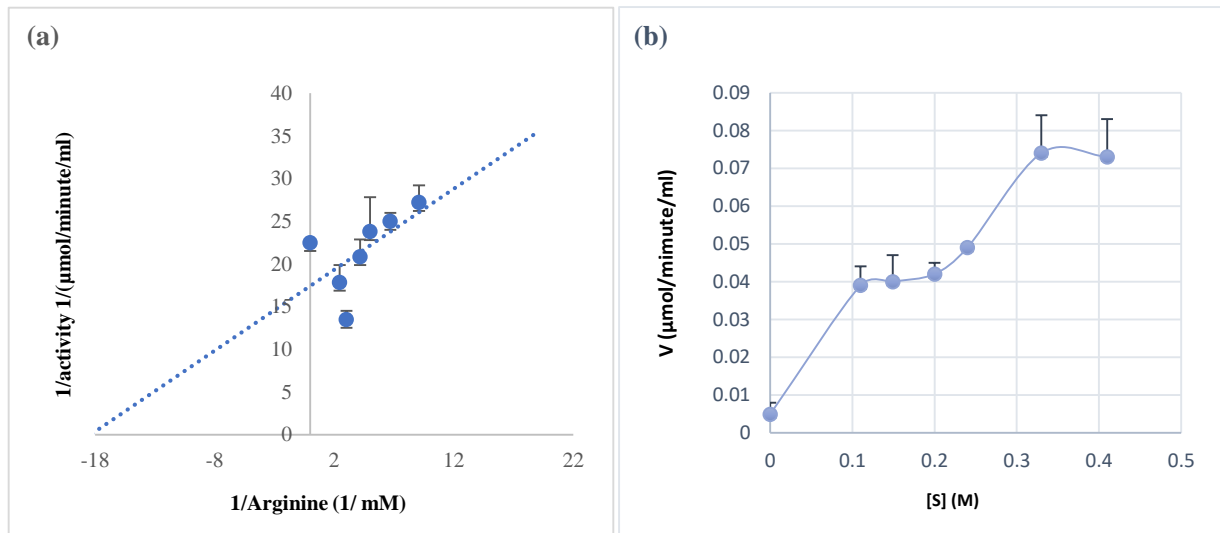 (a)
1/activity 1/(µmol/minute/ml)
40
35
30
25
20
15
10
5
0
-18 -8 2 12 22
1/Arginine (1/ mM)
(b)
V (µmol/mimute/ml)
0.09
0.08
0.07
0.06
0.05
0.04
0.03
0.02
0.01
0
0 0.1 0.2 0.3 0.4 0.5
[S] (M)